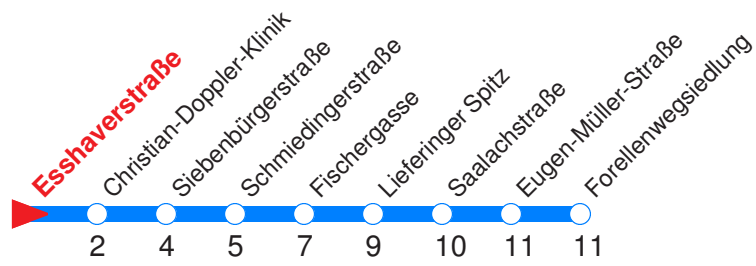 Esshaverstraße
Christian-Doppler-Klinik
Siebenbürgerstraße
Schmiedingerstraße
Fischergasse
Lieferinger Spitz
Saalachstraße
Eugen-Müller-Straße
Forellenwegsiedlung
2 4 5 7 9 10 11 11